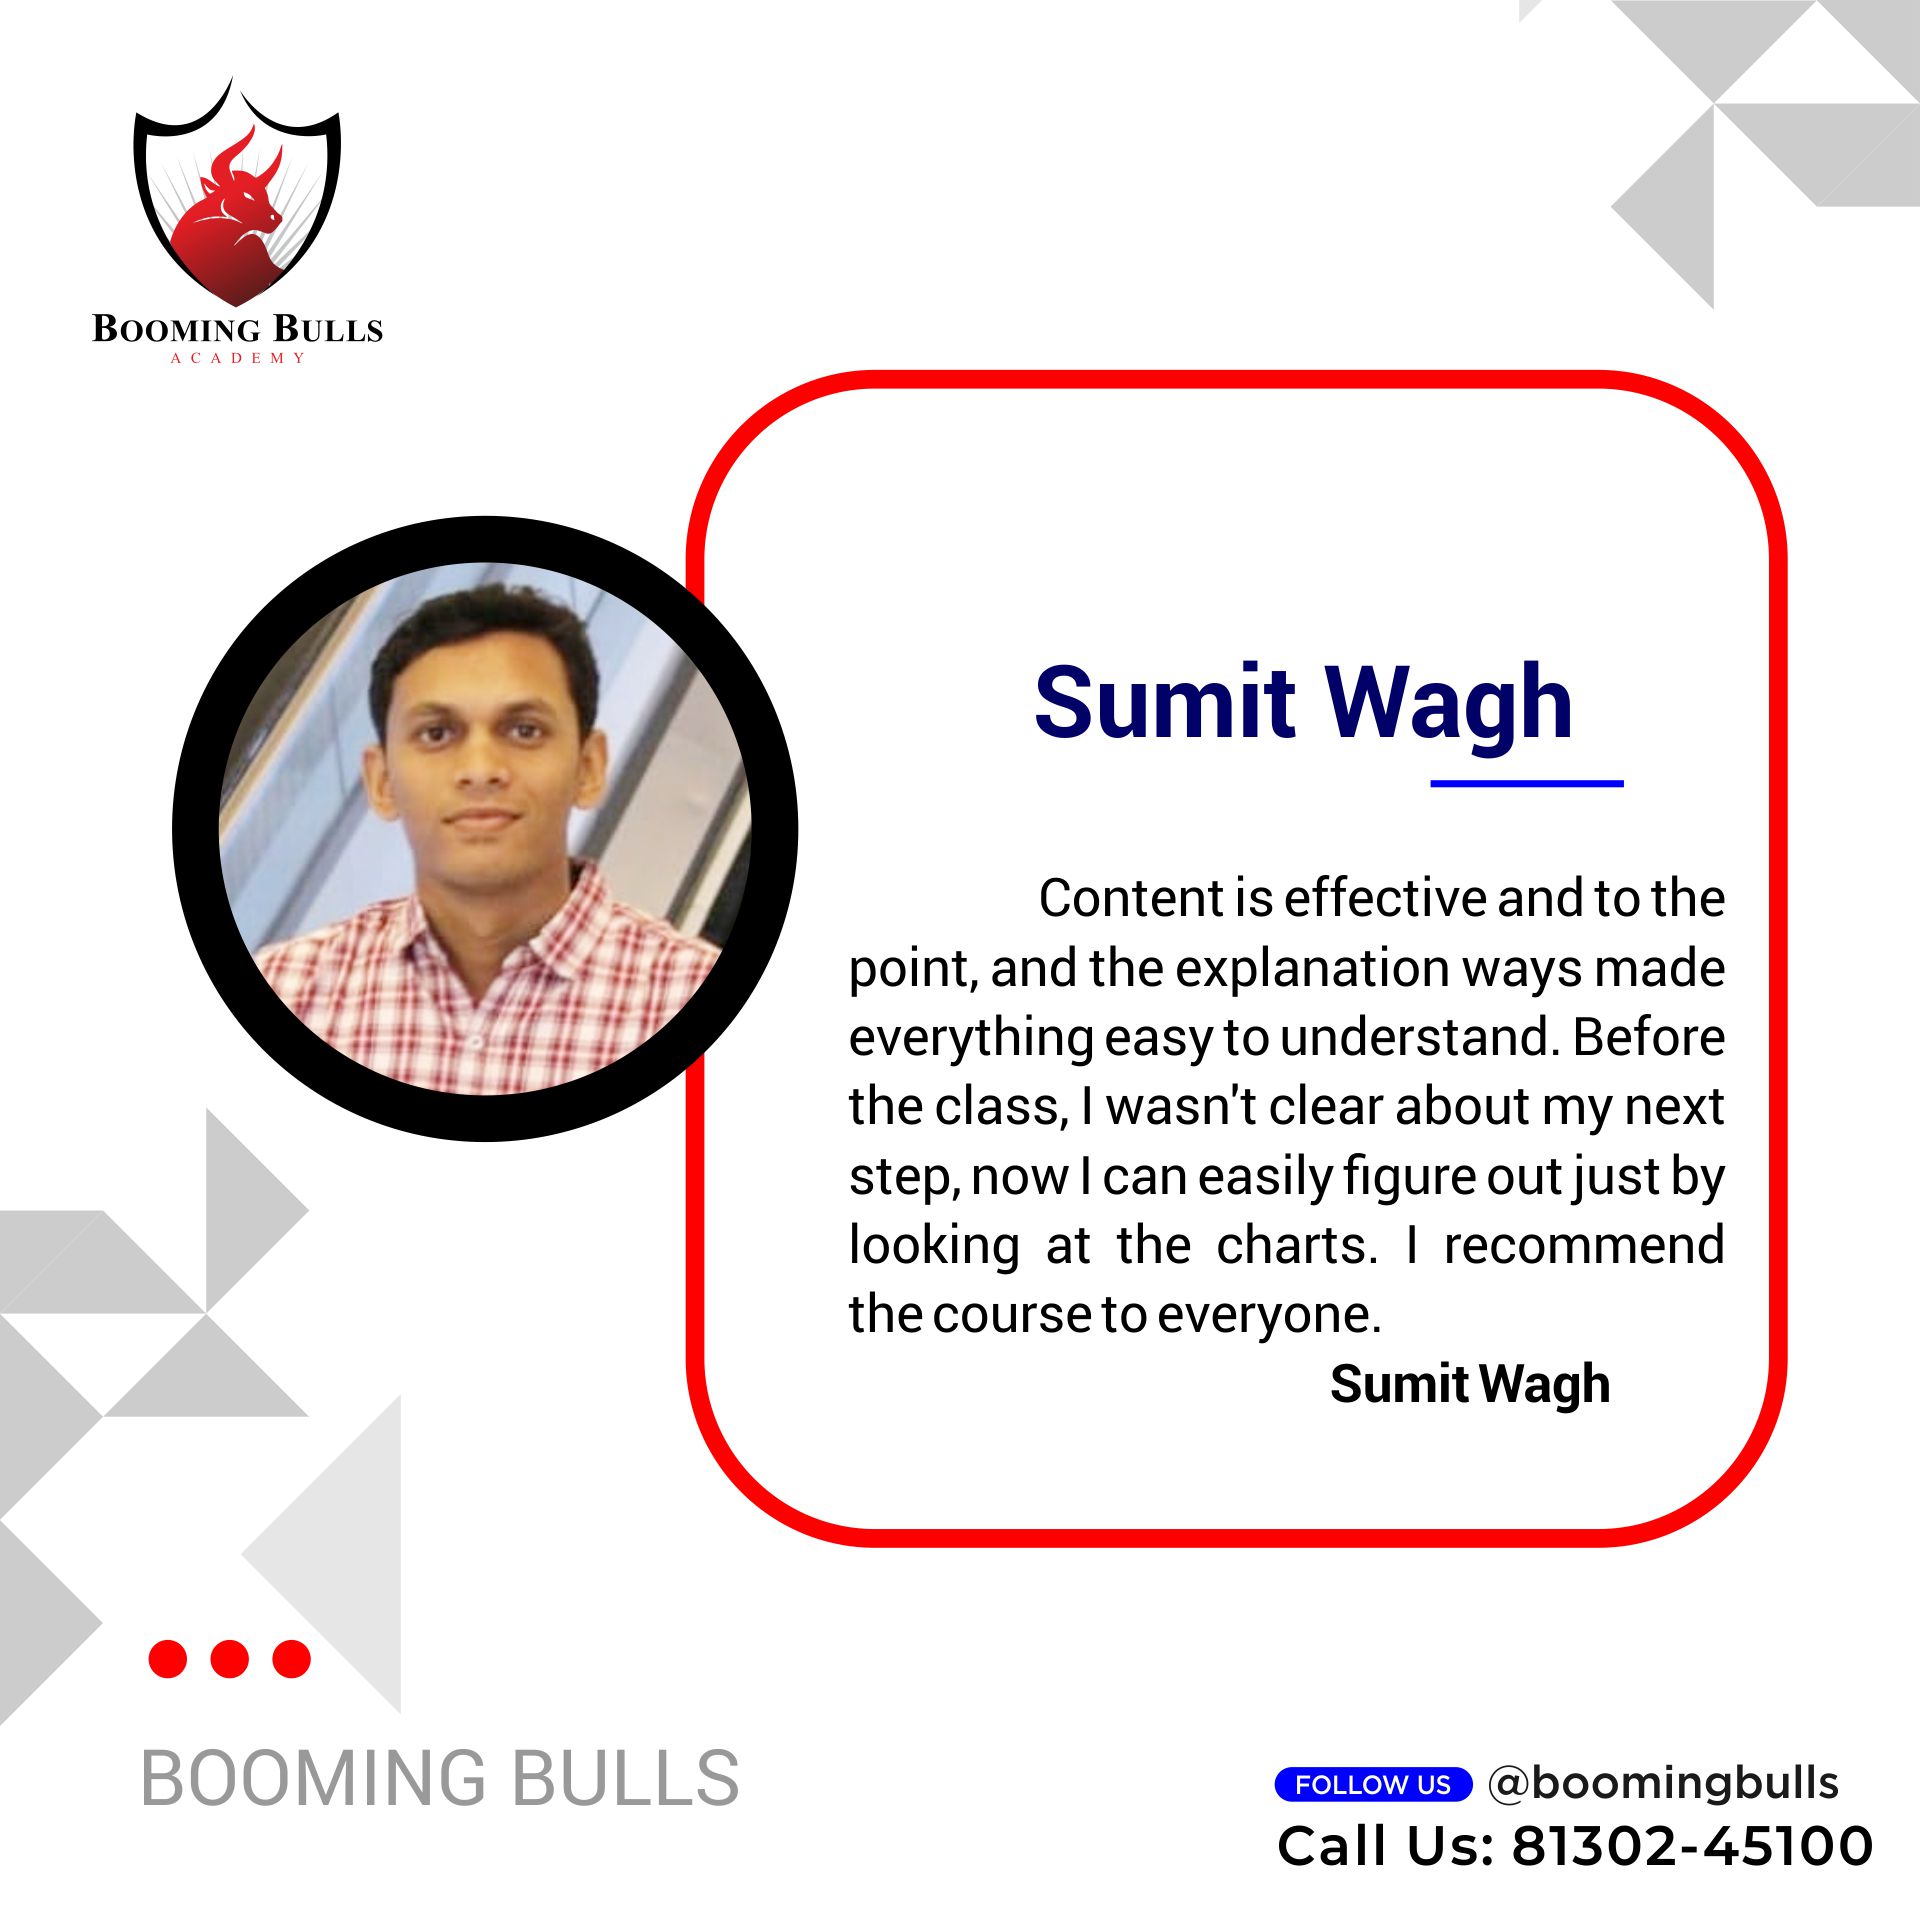 BOOMING BULLS
ACADEMY
Sumit Wagh
Content is effective and to the
point, and the explanation ways made
everything easy to understand. Before
the class, I wasn't clear about my next
step, now I can easily figure out just by
looking at the charts. I recommend
the course to everyone.
Sumit Wagh
BOOMING BULLS
FOLLOW US @boomingbulls
Call Us: 81302-45100